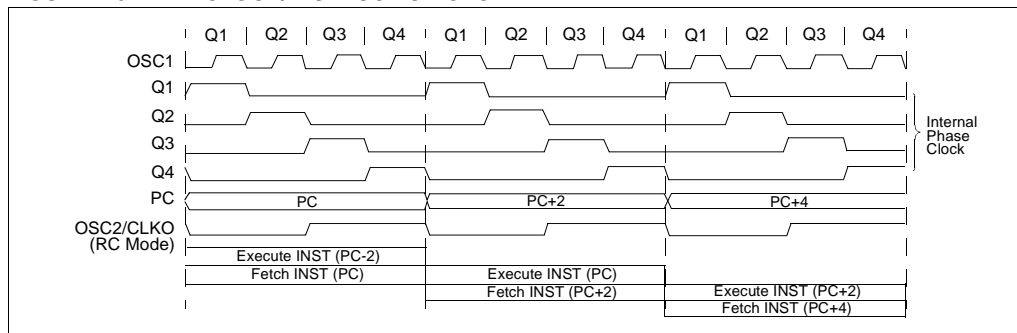 Q1 Q2 Q3 Q4 Q1 Q2 Q3 Q4 Q1 Q2 Q3 Q4
OSC1
Q1
Q2
Q3
Q4
PC
PC PC+2 PC+4
OSC2/CLKO
(RC Mode)
Internal
Phase
Clock
Execute INST (PC-2)
Fetch INST (PC) Execute INST (PC)
Fetch INST (PC+2) Execute INST (PC+2)
Fetch INST (PC+4)